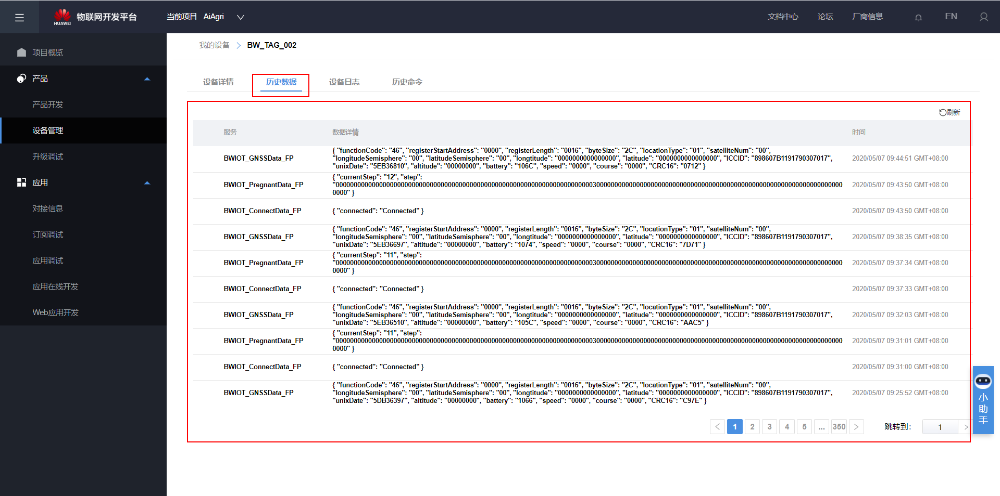 HUAWEI
物联网开发平台
当前项目 AiAgri
文档中心
论坛
厂商信息
EN
项目概览
产品
产品开发
设备管理
升级调试
应用
对接信息
订阅调试
应用调试
应用在线开发
Web应用开发
我的设备 > BW_TAG_002
设备详情 历史数据 设备日志 历史命令
刷新
服务 数据详情 时间
BWIOT_GNSSData_FP
{ "functionCode": "46", "registerStartAddress": "0000", "registerLength": "0016", "byteSize": "2C", "locationType": "01", "satelliteNum": "00",
"longitudeSemisphere": "00", "latitudeSemisphere": "00", "longtitude": "0000000000000000", "latitude": "0000000000000000", "ICCID": "898607B1191790307017",
"unixDate": "5EB36810", "altitude": "00000000", "battery": "106C", "speed": "0000", "course": "0000", "CRC16": "0712" }
2020/05/07 09:44:51 GMT+08:00
BWIOT_PregnantData_FP
{ "currentStep": "12", "step":
0000" }
2020/05/07 09:43:50 GMT+08:00
BWIOT_ConnectData_FP
{ "connected": "Connected" }
2020/05/07 09:43:50 GMT+08:00
BWIOT_GNSSData_FP
{ "functionCode": "46", "registerStartAddress": "0000", "registerLength": "0016", "byteSize": "2C", "locationType": "01", "satelliteNum": "00",
"longitudeSemisphere": "00", "latitudeSemisphere": "00", "longtitude": "0000000000000000", "latitude": "0000000000000000", "ICCID": "898607B1191790307017",
"unixDate": "5EB36697", "altitude": "00000000", "battery": "1074", "speed": "0000", "course": "0000", "CRC16": "7D71" }
2020/05/07 09:38:35 GMT+08:00
BWIOT_PregnantData_FP
{ "currentStep": "11", "step":
0000" }
2020/05/07 09:37:34 GMT+08:00
BWIOT_ConnectData_FP
{ "connected": "Connected" }
2020/05/07 09:37:33 GMT+08:00
BWIOT_GNSSData_FP
{ "functionCode": "46", "registerStartAddress": "0000", "registerLength": "0016", "byteSize": "2C", "locationType": "01", "satelliteNum": "00",
"longitudeSemisphere": "00", "latitudeSemisphere": "00", "longtitude": "0000000000000000", "latitude": "0000000000000000", "ICCID": "898607B1191790307017",
"unixDate": "5EB36510", "altitude": "00000000", "battery": "105C", "speed": "0000", "course": "0000", "CRC16": "AAC5" }
2020/05/07 09:32:03 GMT+08:00
BWIOT_PregnantData_FP
{ "currentStep": "11", "step":
0000" }
2020/05/07 09:31:01 GMT+08:00
BWIOT_ConnectData_FP
{ "connected": "Connected" }
2020/05/07 09:31:00 GMT+08:00
BWIOT_GNSSData_FP
{ "functionCode": "46", "registerStartAddress": "0000", "registerLength": "0016", "byteSize": "2C", "locationType": "01", "satelliteNum": "00",
"longitudeSemisphere": "00", "latitudeSemisphere": "00", "longtitude": "0000000000000000", "latitude": "0000000000000000", "ICCID": "898607B1191790307017",
"unixDate": "5DB36397", "altitude": "00000000", "battery": "1066", "speed": "0000", "course": "0000", "CRC16": "C97E" }
2020/05/07 09:25:52 GMT+08:00
< 1 2 3 4 5 ... 350 > 跳转到: 1 >
小
助
手